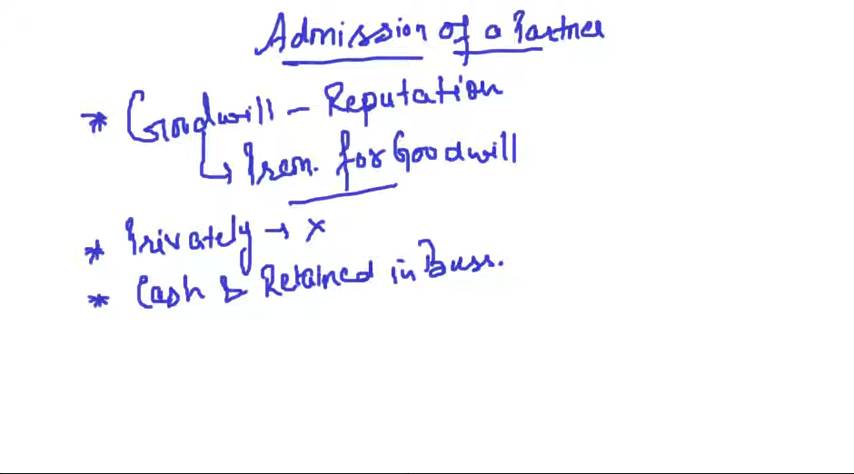 Admission of a Partner
* Goodwill - Reputation
↳ Prem. for Goodwill
* Privately → x
* Cash & Retained in Buss.